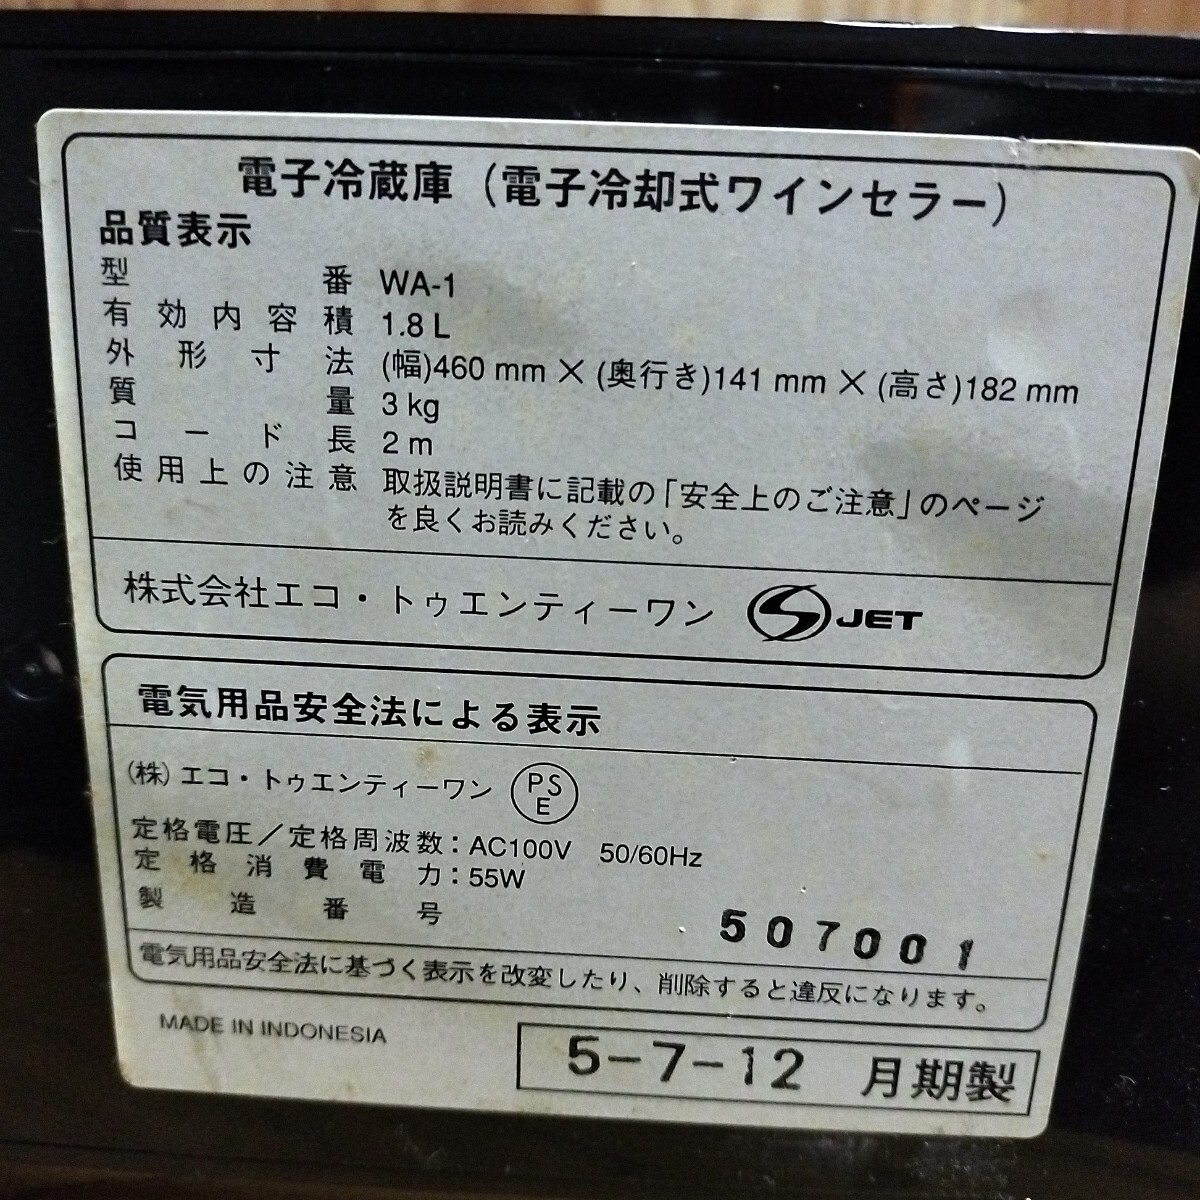 電子冷蔵庫(電子冷却式ワインセラー)
品質表示
型番 WA-1
有効内容積 1.8 L
外形寸法 (幅)460 mm×(奥行き)141 mm×(高さ)182 mm
質量 3 kg
コード長 2 m
使用上の注意 取扱説明書に記載の「安全上のご注意」のページ
を良くお読みください。
株式会社エコ・トゥエンティーワン S JET
電気用品安全法による表示
(株)エコ・トゥエンティーワン PSE
定格電圧/定格周波数:AC100V 50/60Hz
定格消費電力:55W
製造番号 507001
電気用品安全法に基づく表示を改変したり、削除すると違反になります。
MADE IN INDONESIA
5-7-12 月期製